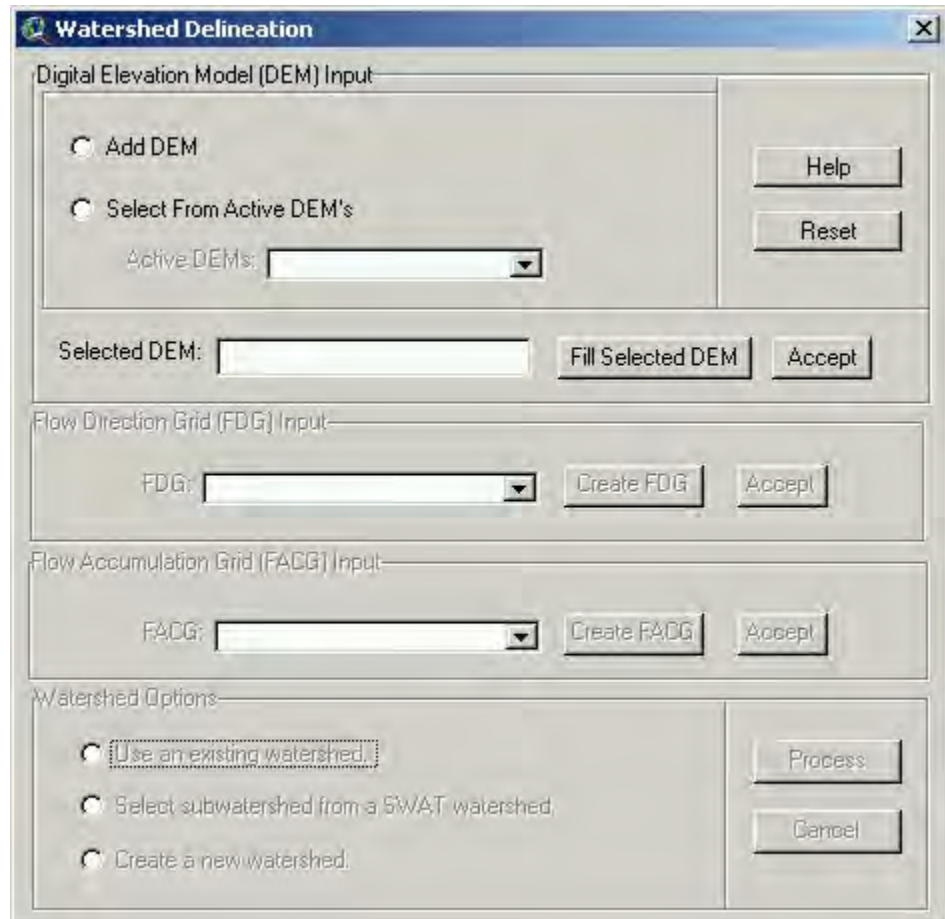 Watershed Delineation
Digital Elevation Model (DEM) Input
Add DEM
Help
Select From Active DEM's
Reset
Active DEMs:
Selected DEM:
Fill Selected DEM
Accept
Flow Direction Grid (FDG) Input
FDG:
Create FDG
Accept
Flow Accumulation Grid (FACG) Input
FACG:
Create FACG
Accept
Watershed Options
Use an existing watershed.
Process
Select subwatershed from a SWAT watershed.
Cancel
Create a new watershed.